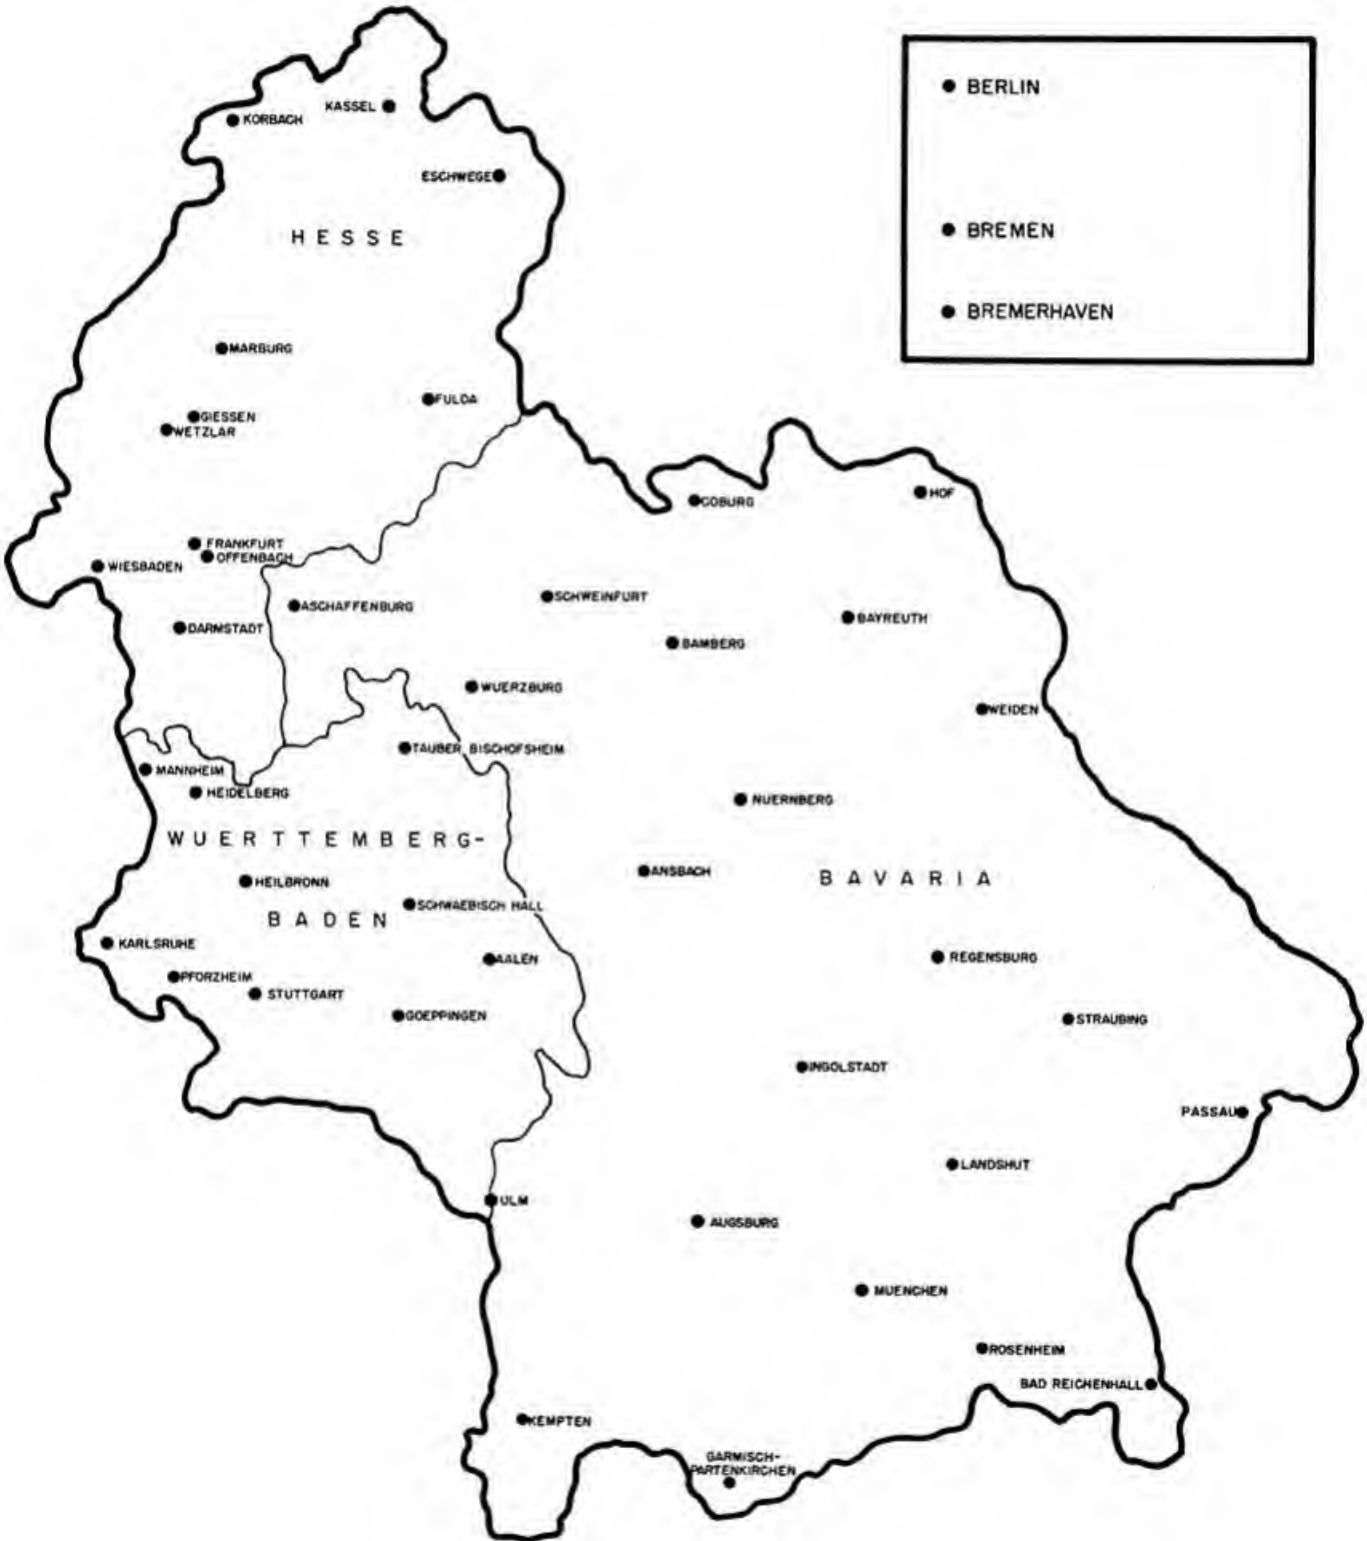 BERLIN
KASSEL
KORBACH
ESCHWEGE
BREMEN
HESSE
BREMERHAVEN
MARBURG
FULDA
GIESSEN
WETZLAR
HOF
COBURG
FRANKFURT
OFFENBACH
WIESBADEN
SCHWEINFURT
ASCHAFFENBURG
BAYREUTH
DARMSTADT
BAMBERG
WUERZBURG
WEIDEN
TAUBER BISCHOFSHEIM
MANNHEIM
HEIDELBERG
NUERNBERG
WUERTTEMBERG-
ANSBACH
BAVARIA
HEILBRONN
SCHWAEBISCH HALL
BADEN
KARLSRUHE
REGENSBURG
AALEN
PFORZHEIM
STUTTGART
GOEPPINGEN
STRAUBING
INGOLSTADT
PASSAU
LANDSHUT
ULM
AUGSBURG
MUENCHEN
ROSENHEIM
BAD REICHENHALL
KEMPTEN
GARMISCH-
PARTENKIRCHEN